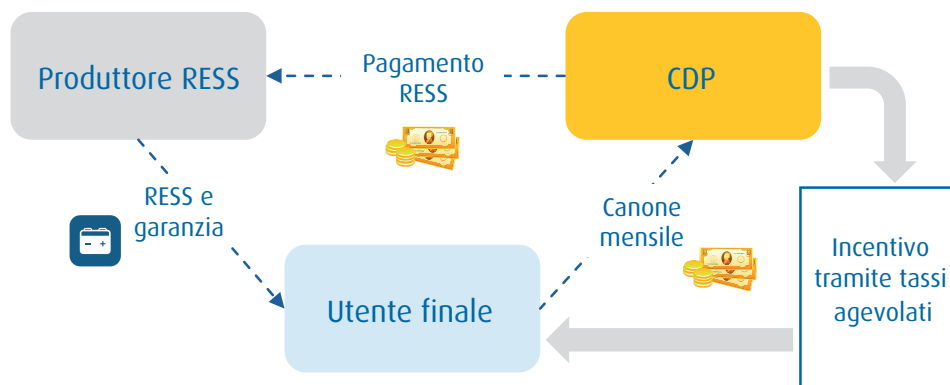 Produttore RESS
Pagamento
RESS
CDP
RESS e
garanzia
Canone
mensile
Utente finale
Incentivo
tramite tassi
agevolati